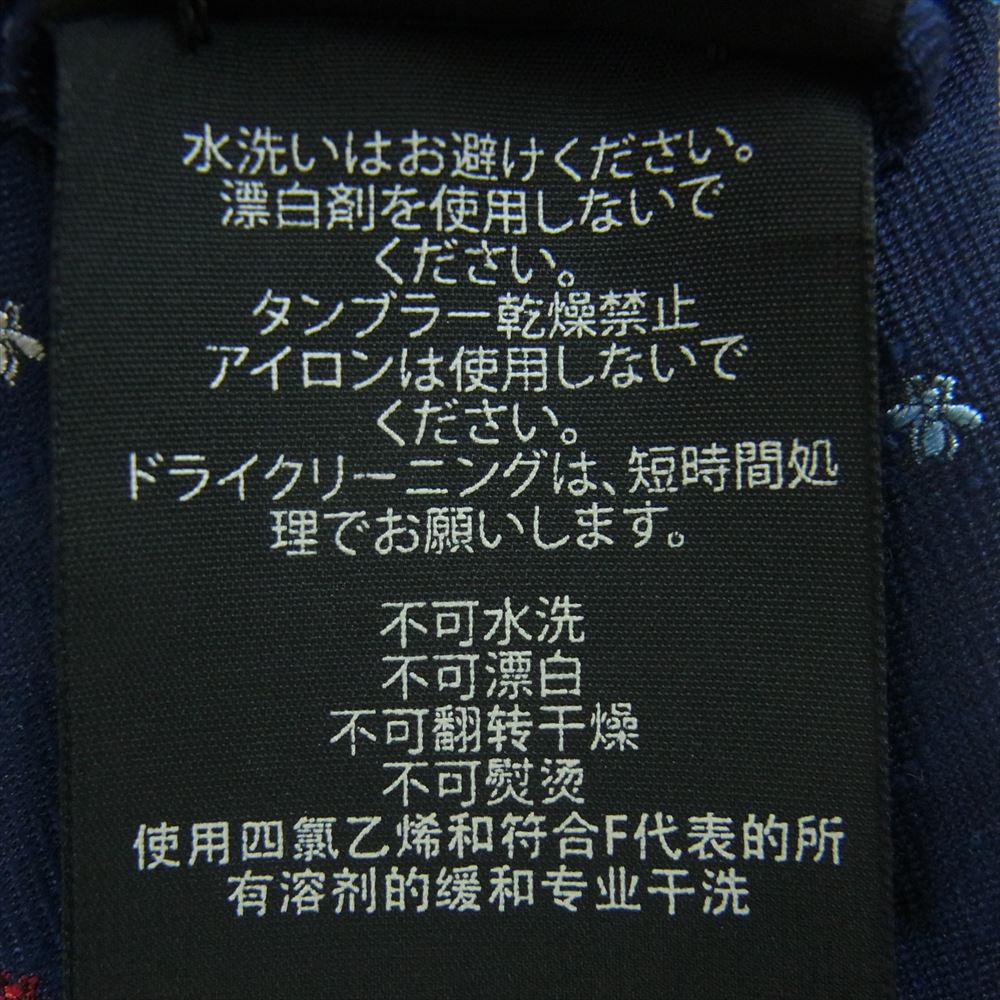 水洗いはお避けください。
漂白剤を使用しないで
ください。
タンブラー乾燥禁止
アイロンは使用しないで
ください。
ドライクリーニングは、短時間処
理でお願いします。
不可水洗
不可漂白
不可翻转干燥
不可熨烫
使用四氯乙烯和符合F代表的所
有溶剂的缓和专业干洗